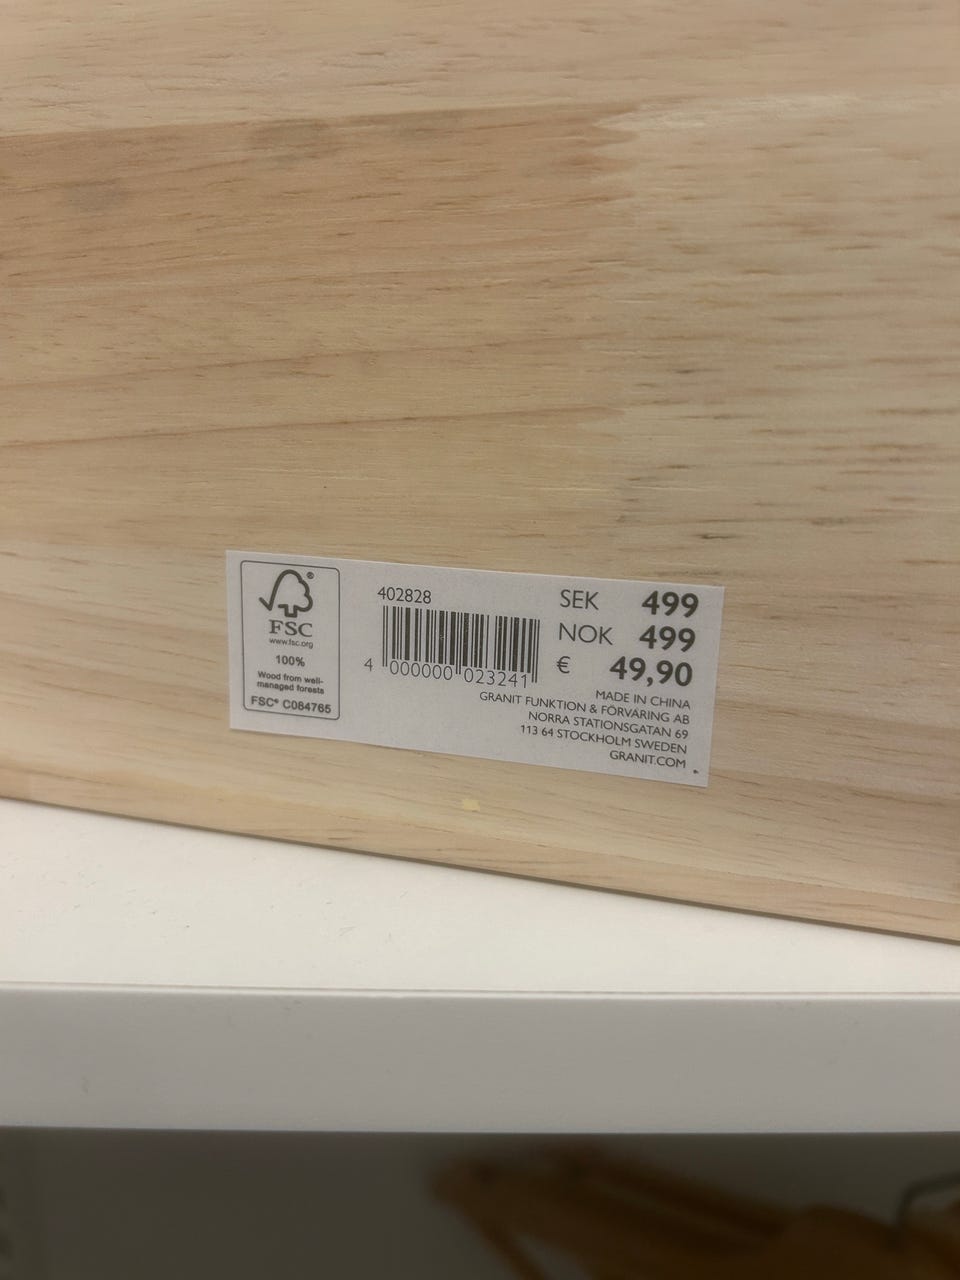 ®
FSC
www.fsc.org
100%
Wood from well-
managed forests
FSC® C084765
402828
4 000000 023241
SEK 499
NOK 499
€ 49,90
MADE IN CHINA
GRANIT FUNKTION & FÖRVARING AB
NORRA STATIONSGATAN 69
113 64 STOCKHOLM SWEDEN
GRANIT.COM